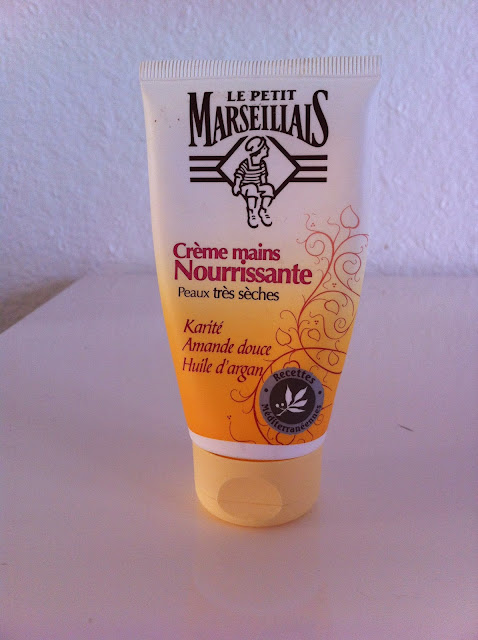 LE PETIT
MARSEILLAIS
Crème mains
Nourrissante
Peaux très sèches
Karité
Amande douce
Huile d'argan
Recettes
Méditerranéennes